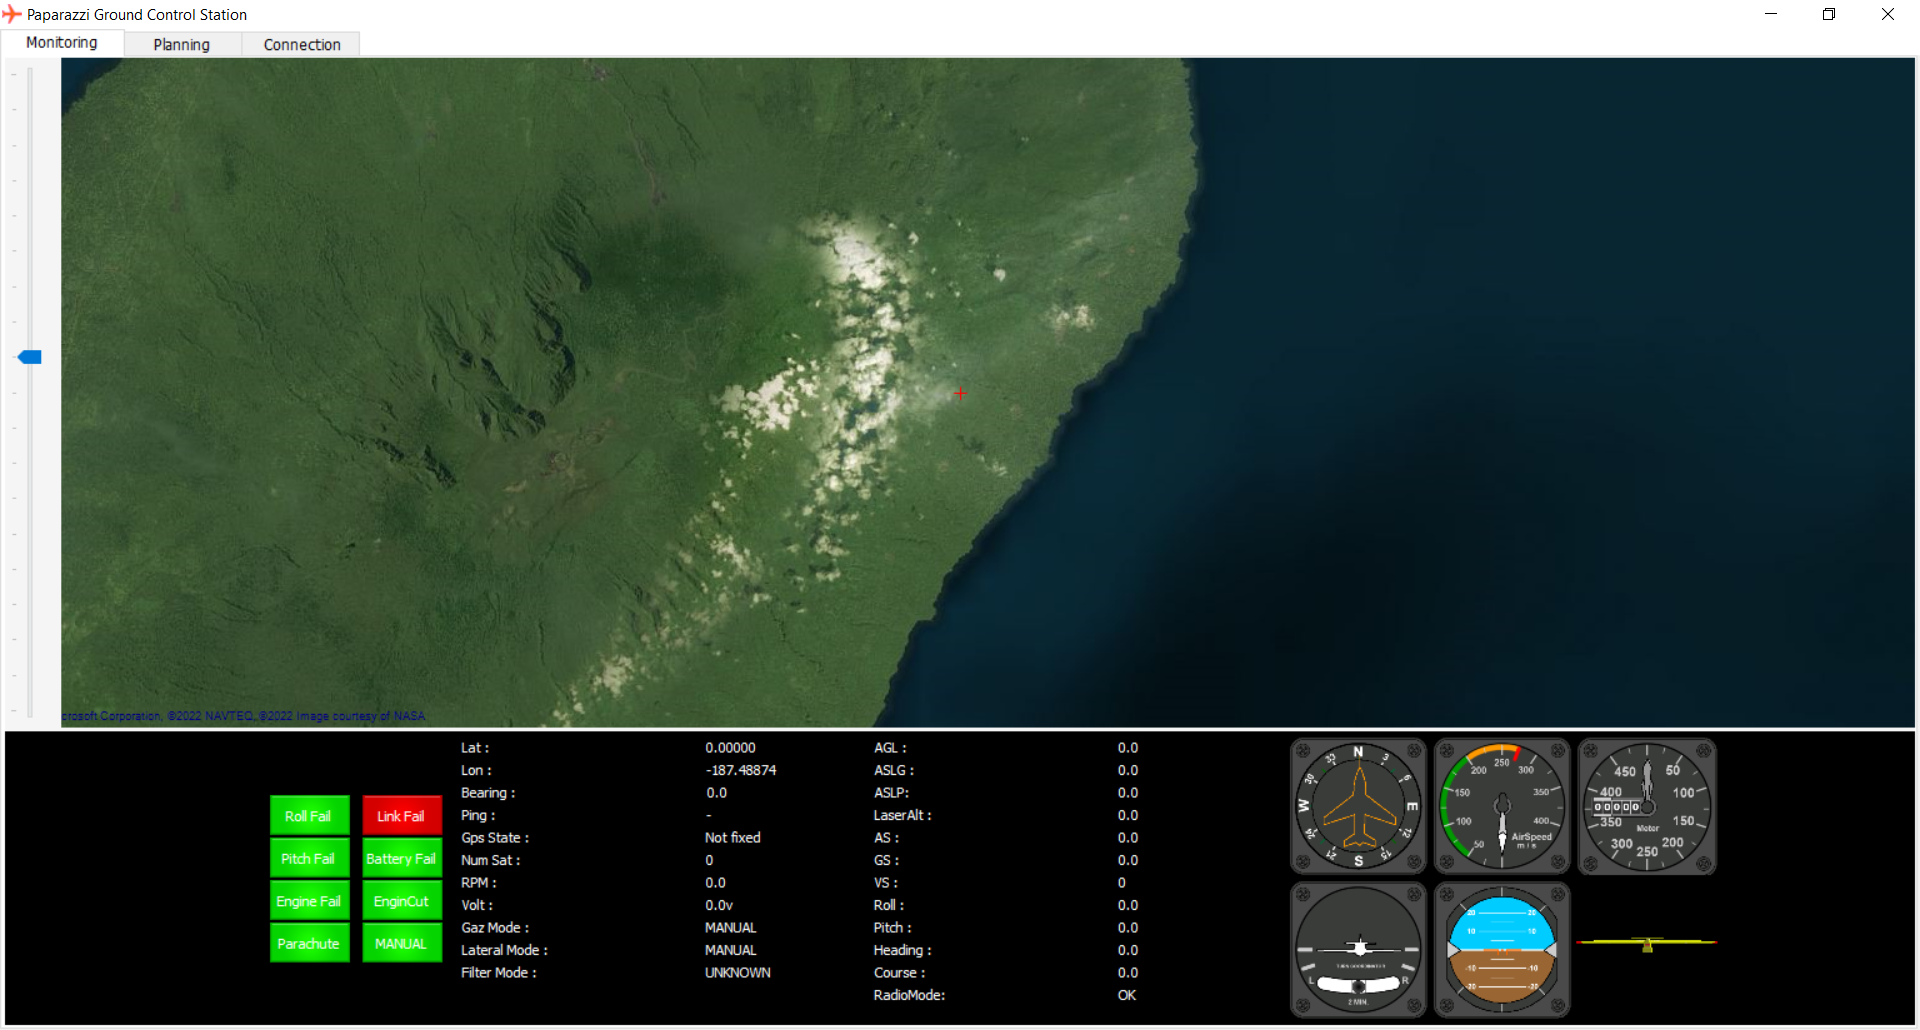 Paparazzi Ground Control Station
Monitoring Planning Connection
crosoft Corporation, ©2022 NAVTEQ, ©2022 Image courtesy of NASA
Roll Fail Link Fail
Pitch Fail Battery Fail
Engine Fail EnginCut
Parachute MANUAL
Lat : 0.00000
Lon : -187.48874
Bearing : 0.0
Ping : -
Gps State : Not fixed
Num Sat : 0
RPM : 0.0
Volt : 0.0v
Gaz Mode : MANUAL
Lateral Mode : MANUAL
Filter Mode : UNKNOWN
AGL : 0.0
ASLG : 0.0
ASLP: 0.0
LaserAlt : 0.0
AS : 0.0
GS : 0.0
VS : 0
Roll : 0.0
Pitch : 0.0
Heading : 0.0
Course : 0.0
RadioMode: OK
N 3 6 E 12 15 S 21 24 W 30 33
50 100 150 200 250 300 350 400
AirSpeed
m / s
50 100 150 200 250 300 350 400 450
00000
Meter
L R
2 MIN.
20 20
10 10
-10 -10
-20 -20